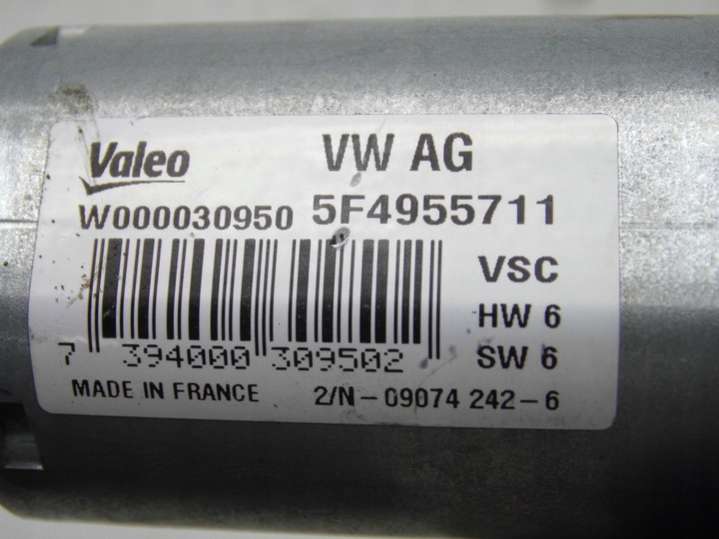 Valeo VW AG
W000030950 5F4955711
VSC
HW 6
7 394000 309502 SW 6
MADE IN FRANCE 2/N-09074 242-6